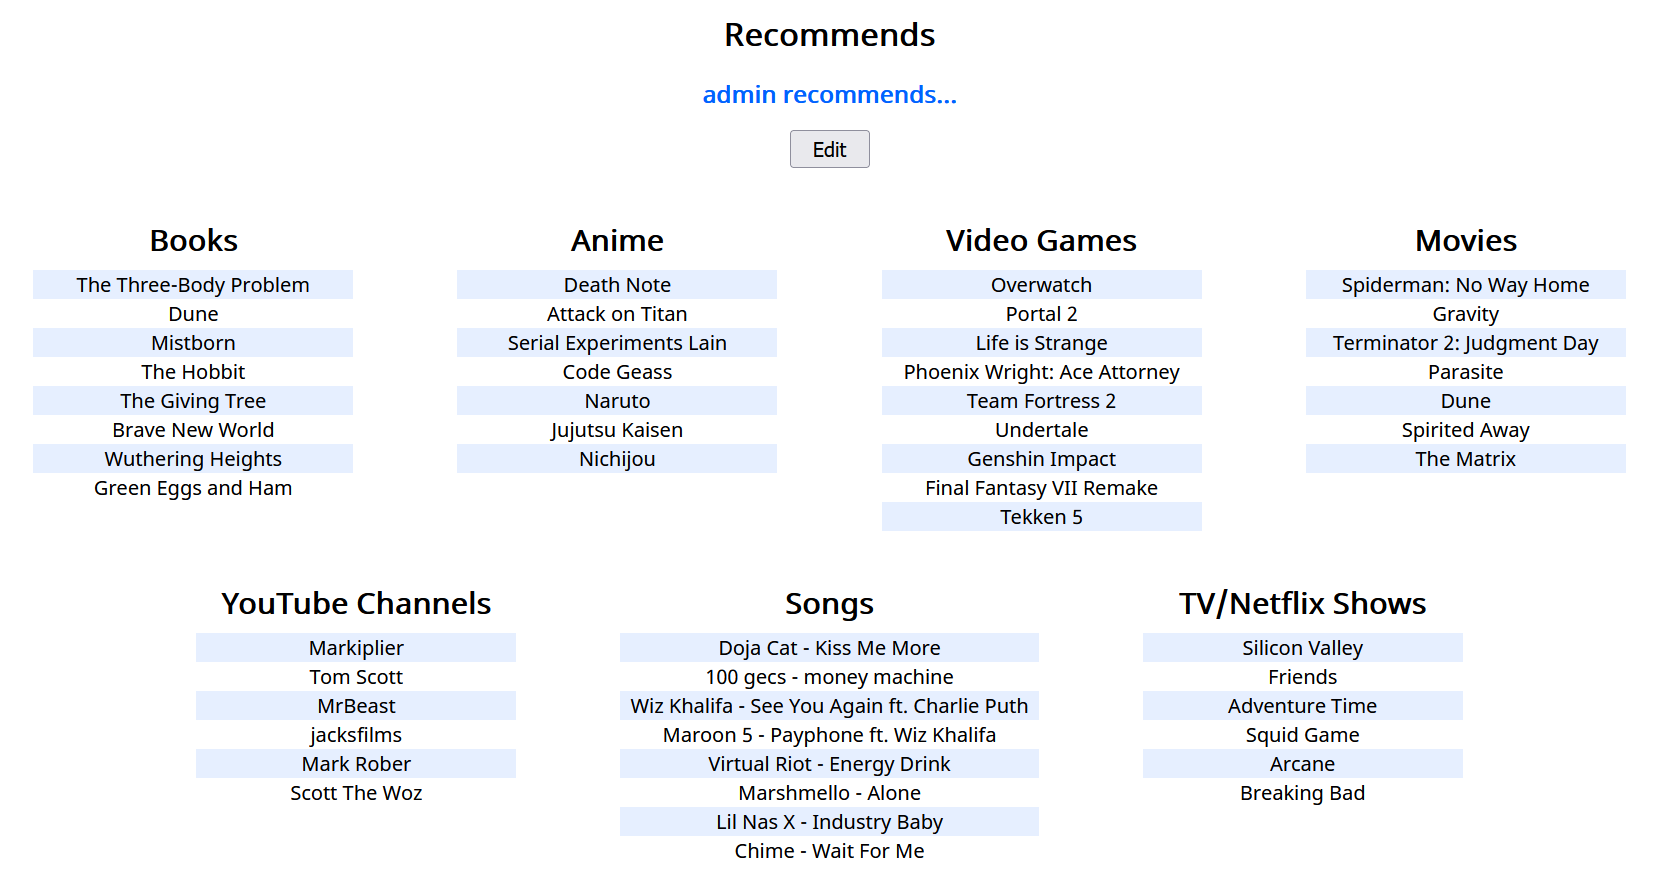 Recommends
admin recommends...
Edit
Books
The Three-Body Problem
Dune
Mistborn
The Hobbit
The Giving Tree
Brave New World
Wuthering Heights
Green Eggs and Ham
Anime
Death Note
Attack on Titan
Serial Experiments Lain
Code Geass
Naruto
Jujutsu Kaisen
Nichijou
Video Games
Overwatch
Portal 2
Life is Strange
Phoenix Wright: Ace Attorney
Team Fortress 2
Undertale
Genshin Impact
Final Fantasy VII Remake
Tekken 5
Movies
Spiderman: No Way Home
Gravity
Terminator 2: Judgment Day
Parasite
Dune
Spirited Away
The Matrix
YouTube Channels
Markiplier
Tom Scott
MrBeast
jacksfilms
Mark Rober
Scott The Woz
Songs
Doja Cat - Kiss Me More
100 gecs - money machine
Wiz Khalifa - See You Again ft. Charlie Puth
Maroon 5 - Payphone ft. Wiz Khalifa
Virtual Riot - Energy Drink
Marshmello - Alone
Lil Nas X - Industry Baby
Chime - Wait For Me
TV/Netflix Shows
Silicon Valley
Friends
Adventure Time
Squid Game
Arcane
Breaking Bad